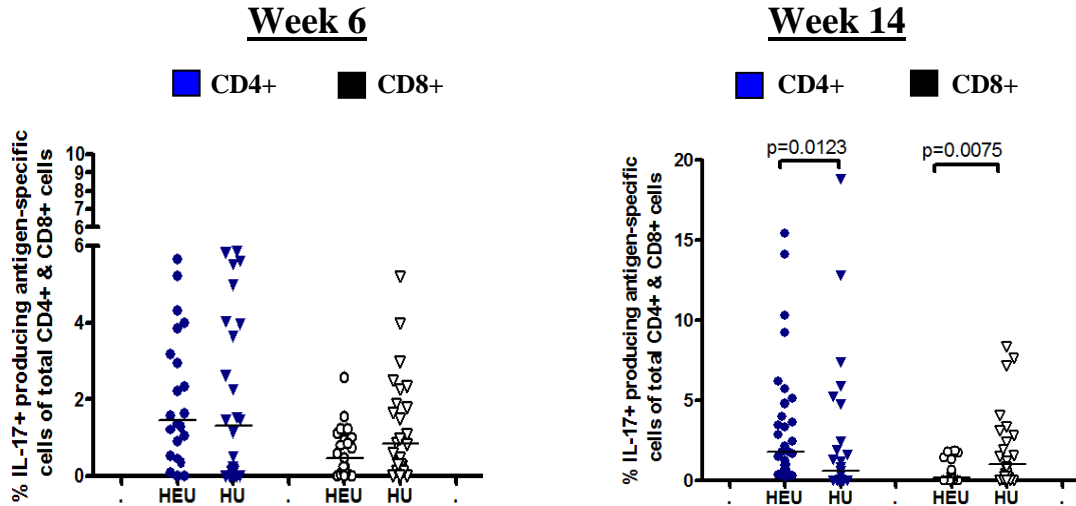 Week 6
CD4+ CD8+
% IL-17+ producing antigen-specific
cells of total CD4+ & CD8+ cells
10
9
8
7
6
6
4
2
0
. HEU HU . HEU HU .
Week 14
CD4+ CD8+
% IL-17+ producing antigen-specific
cells of total CD4+ & CD8+ cells
p=0.0123 p=0.0075
20
15
10
5
0
. HEU HU . HEU HU .